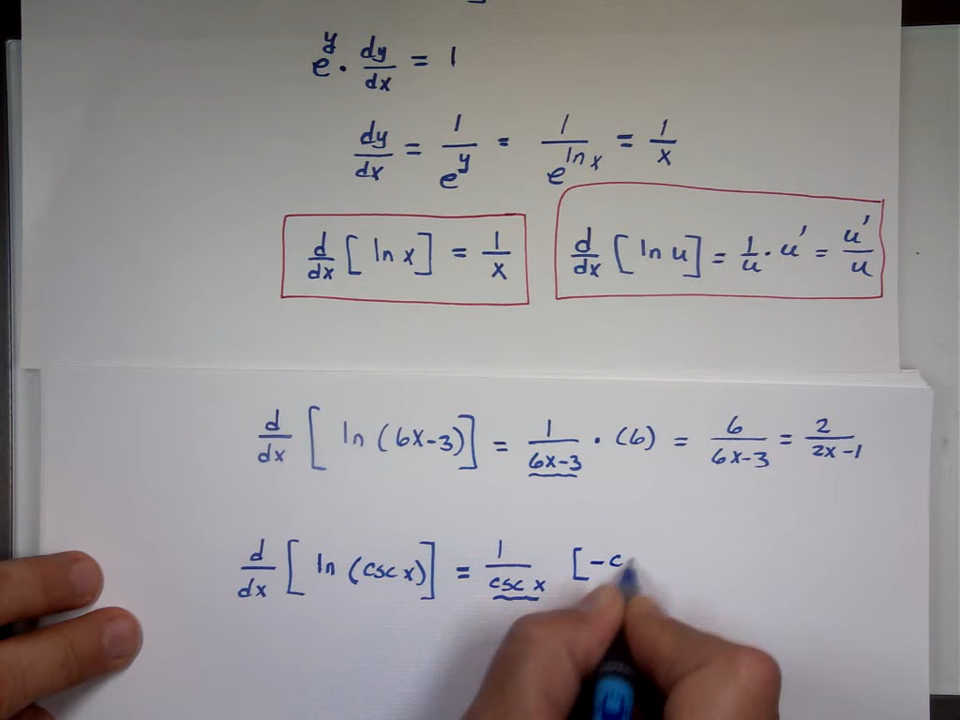 e^y · dy/dx = 1
dy/dx = 1/e^y = 1/e^(ln x) = 1/x
d/dx [ln x] = 1/x
d/dx [ln u] = 1/u · u' = u'/u
d/dx [ln (6x-3)] = 1/(6x-3) · (6) = 6/(6x-3) = 2/(2x-1)
d/dx [ln (csc x)] = 1/(csc x) [-c